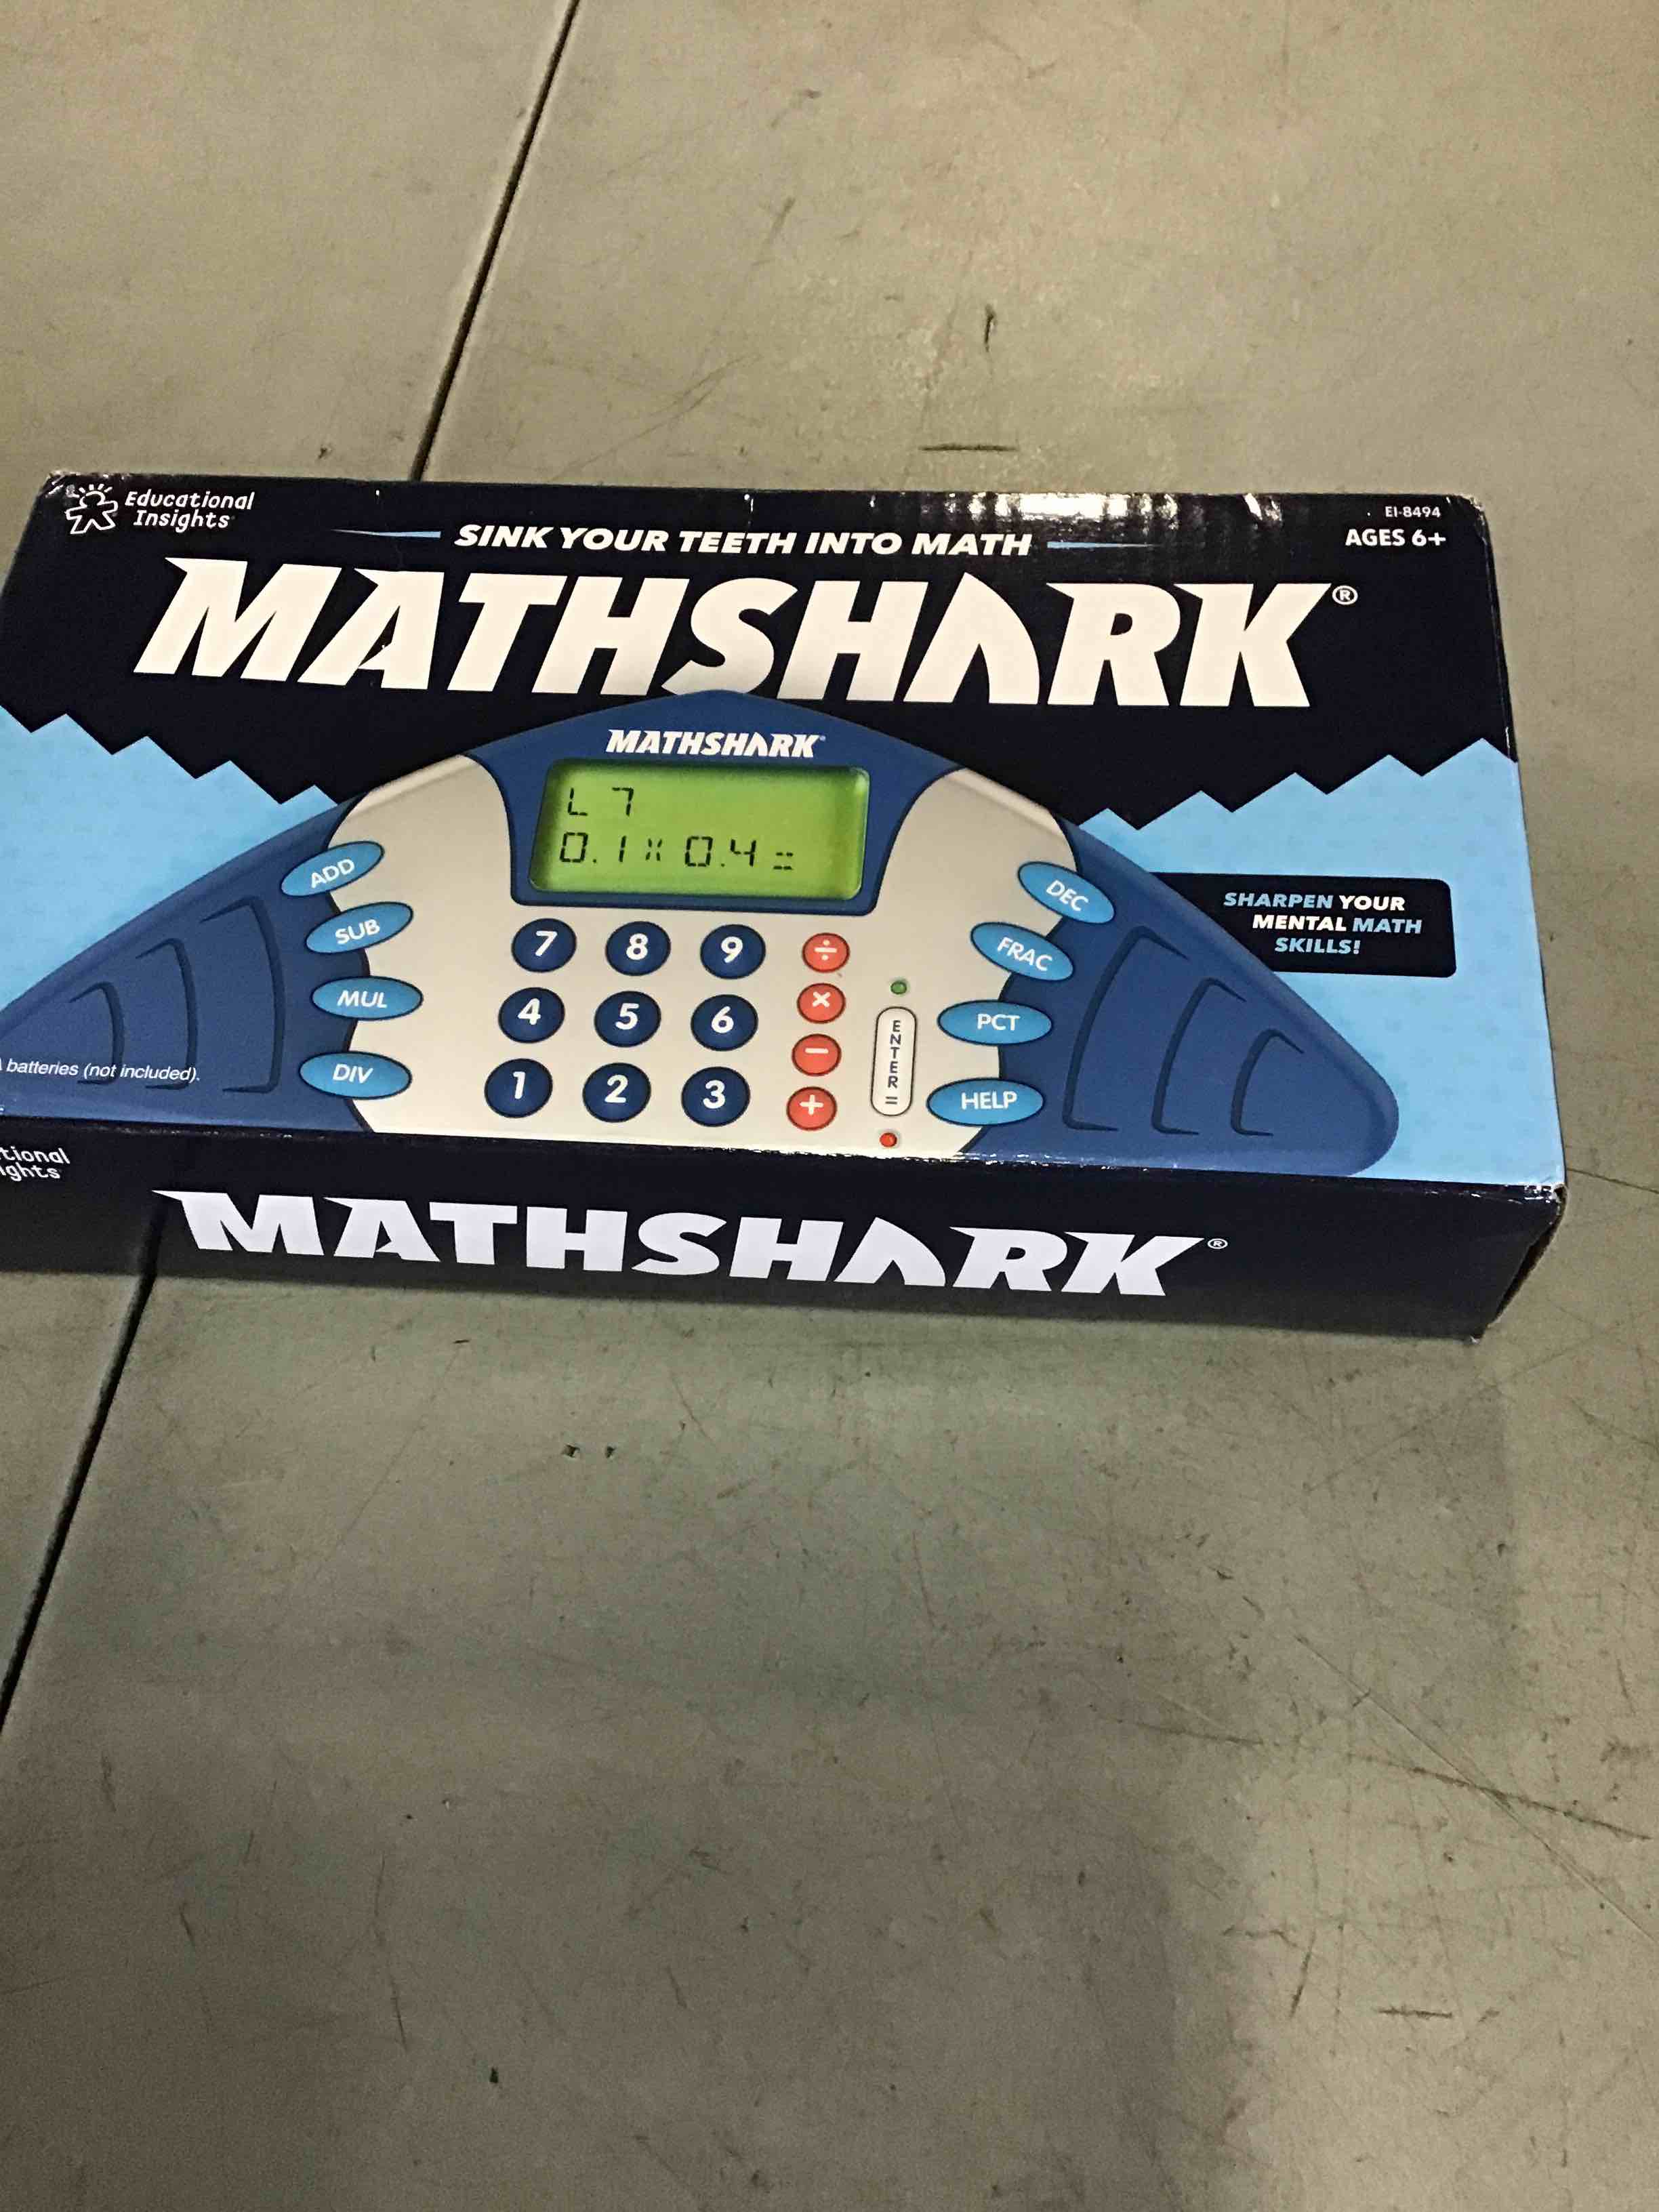 Educational
Insights
EI-8494
AGES 6+
SINK YOUR TEETH INTO MATH
MATHSHARK®
MATHSHARK®
L 7
0.1 x 0.4 =
ADD
SUB
MUL
DIV
7 8 9 ÷
4 5 6 ×
1 2 3 −
+
ENTER =
DEC
FRAC
PCT
HELP
SHARPEN YOUR
MENTAL MATH
SKILLS!
batteries (not included).
tional
ights
MATHSHARK®